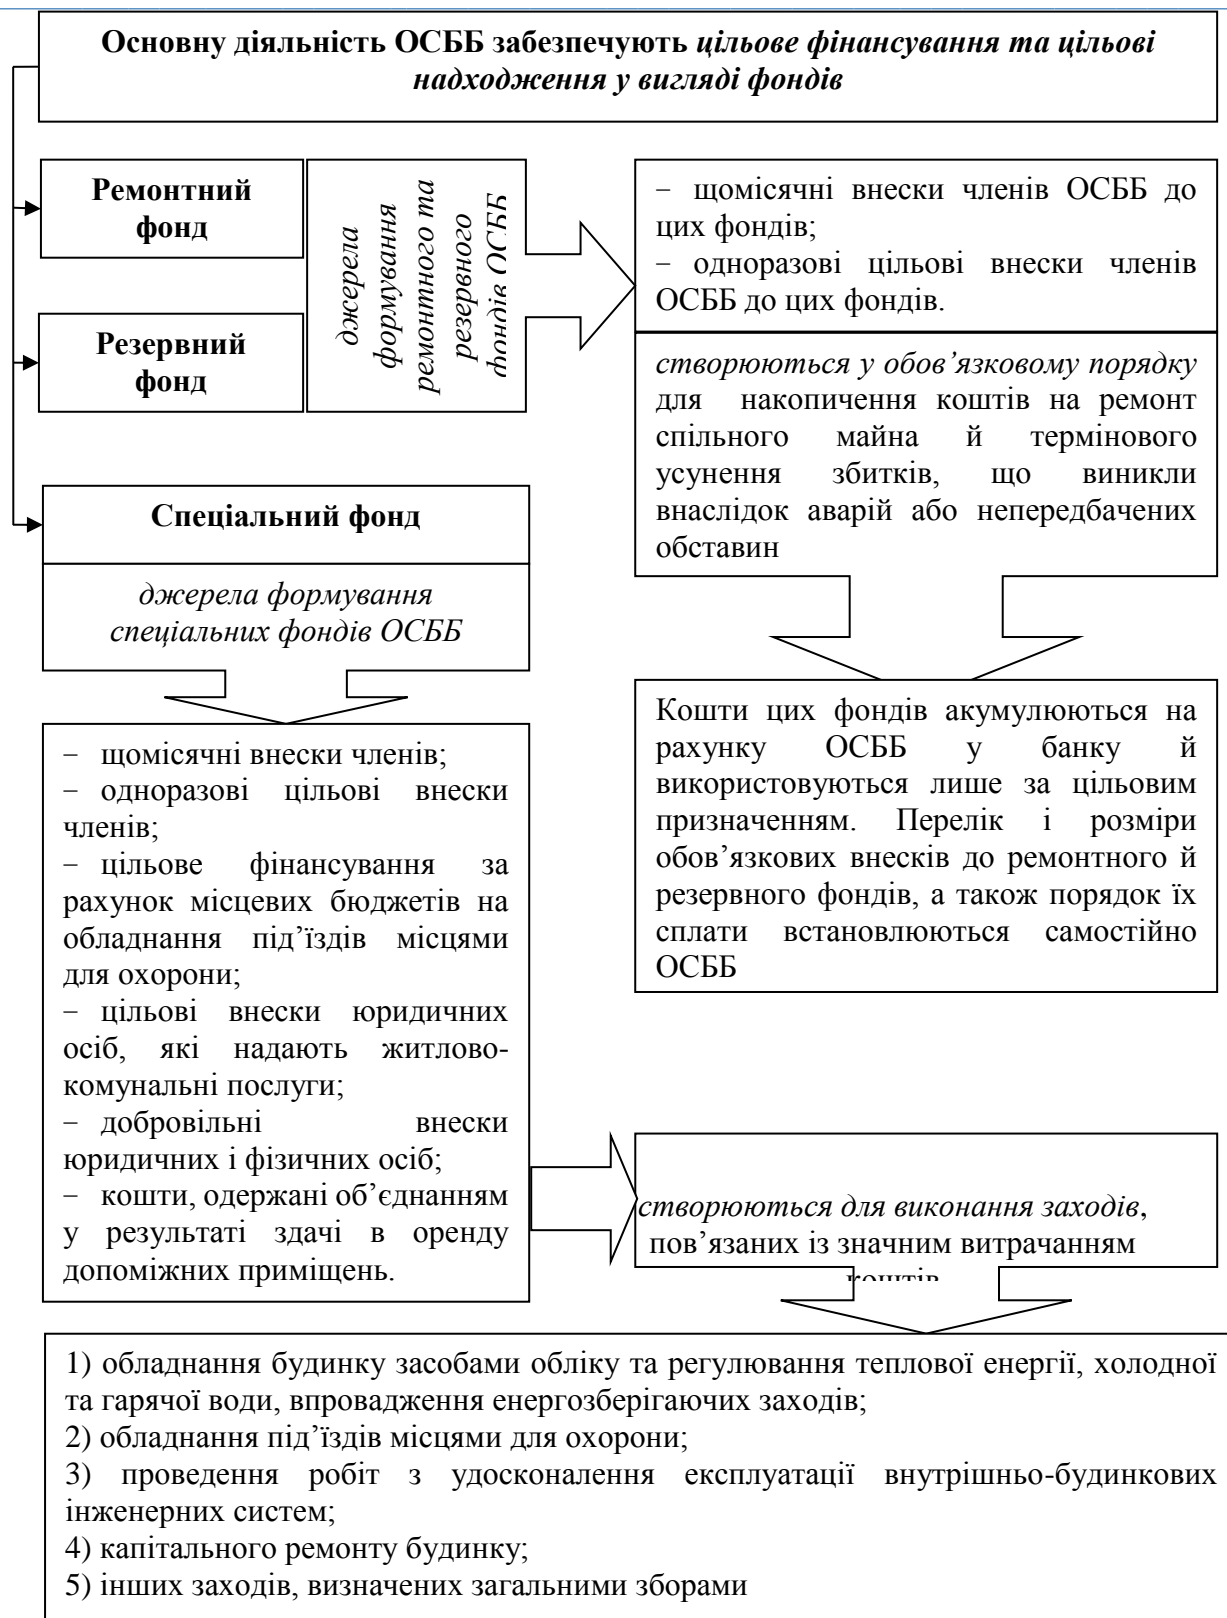 Основну діяльність ОСББ забезпечують цільове фінансування та цільові
надходження у вигляді фондів
Ремонтний
фонд
Резервний
фонд
джерела
формування
ремонтного та
резервного
фондів ОСББ
− щомісячні внески членів ОСББ до
цих фондів;
− одноразові цільові внески членів
ОСББ до цих фондів.
створюються у обов’язковому порядку
для накопичення коштів на ремонт
спільного майна й термінового
усунення збитків, що виникли
внаслідок аварій або непередбачених
обставин
Кошти цих фондів акумулюються на
рахунку ОСББ у банку й
використовуються лише за цільовим
призначенням. Перелік і розміри
обов’язкових внесків до ремонтного й
резервного фондів, а також порядок їх
сплати встановлюються самостійно
ОСББ
Спеціальний фонд
джерела формування
спеціальних фондів ОСББ
− щомісячні внески членів;
− одноразові цільові внески
членів;
− цільове фінансування за
рахунок місцевих бюджетів на
обладнання під’їздів місцями
для охорони;
− цільові внески юридичних
осіб, які надають житлово-
комунальні послуги;
− добровільні внески
юридичних і фізичних осіб;
− кошти, одержані об’єднанням
у результаті здачі в оренду
допоміжних приміщень.
створюються для виконання заходів,
пов’язаних із значним витрачанням
коштів
1) обладнання будинку засобами обліку та регулювання теплової енергії, холодної
та гарячої води, впровадження енергозберігаючих заходів;
2) обладнання під’їздів місцями для охорони;
3) проведення робіт з удосконалення експлуатації внутрішньо-будинкових
інженерних систем;
4) капітального ремонту будинку;
5) інших заходів, визначених загальними зборами